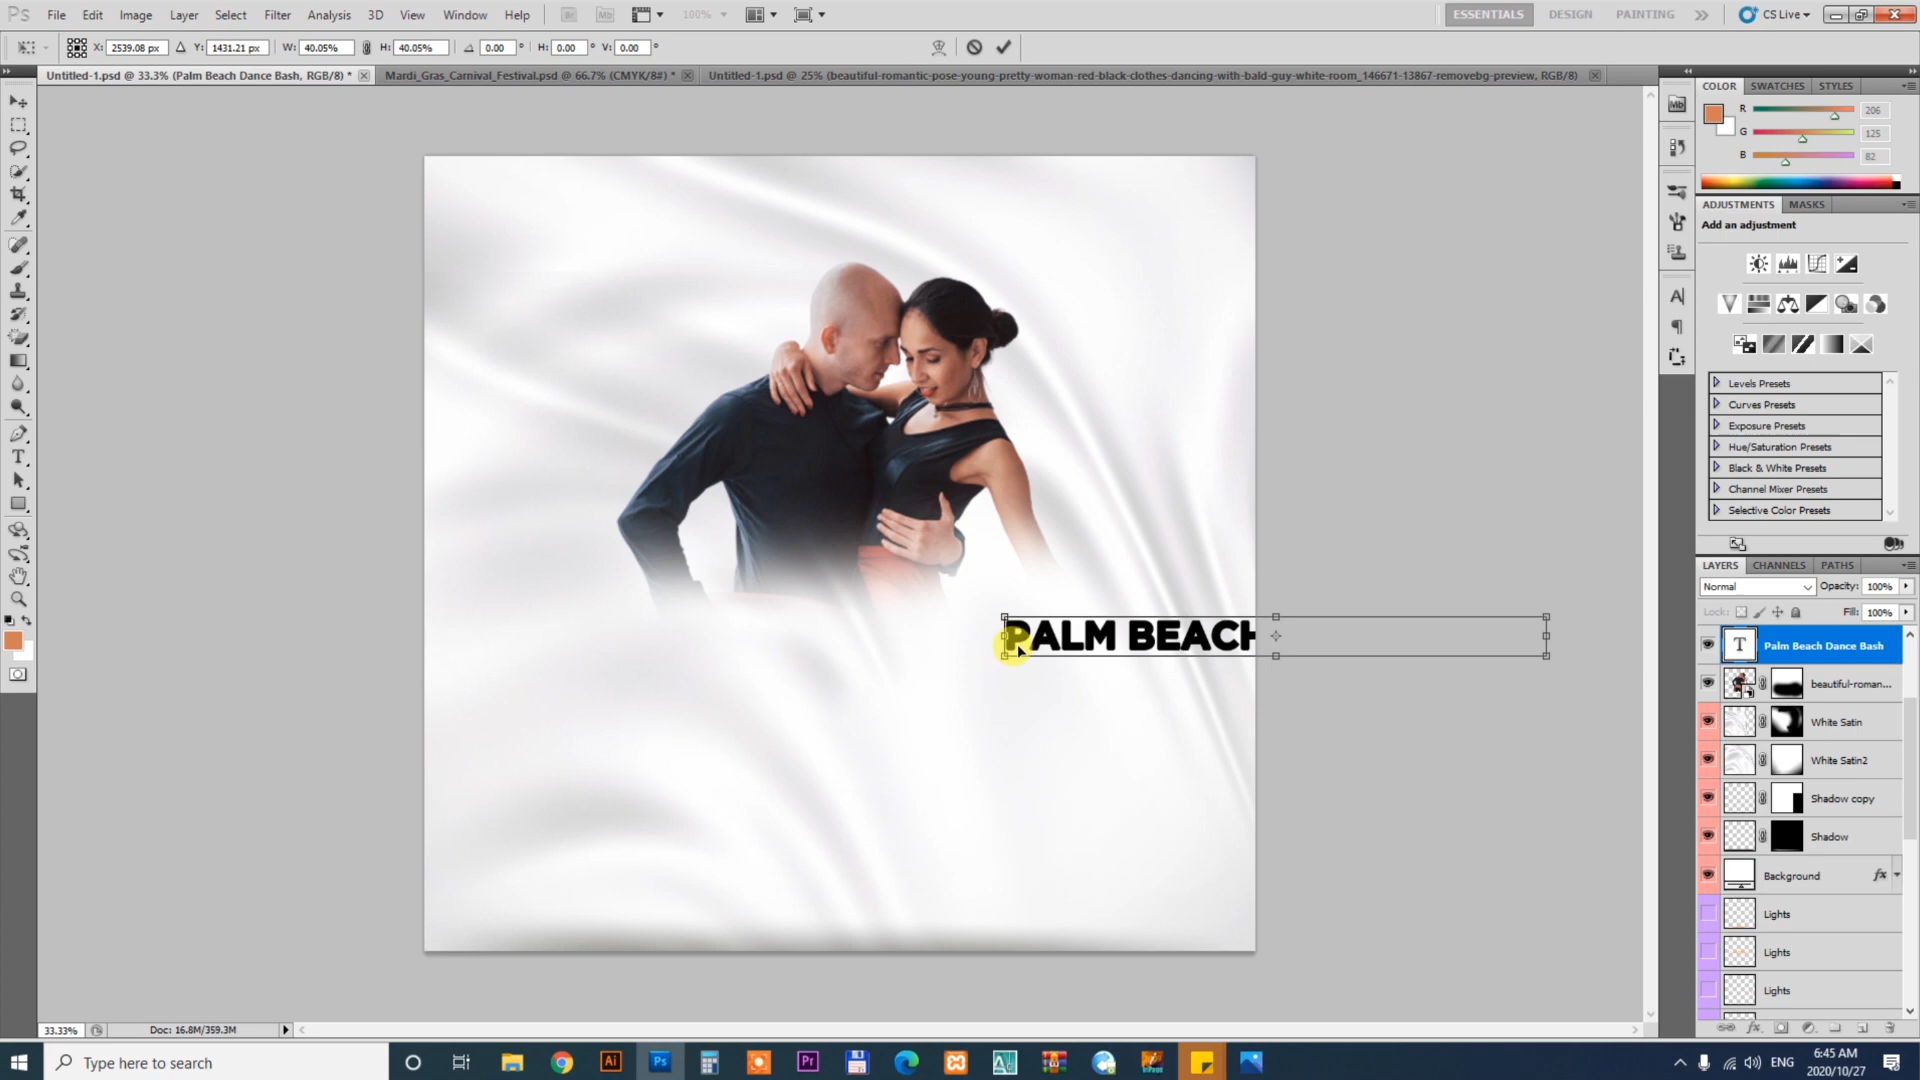 Ps File Edit Image Layer Select Filter Analysis 3D View Window Help Br Mb 100% ESSENTIALS DESIGN PAINTING CS Live
X: 2539.08 px Y: 1431.21 px W: 40.05% H: 40.05% 0.00 ° H: 0.00 ° V: 0.00 °
Untitled-1.psd @ 33.3% (Palm Beach Dance Bash, RGB/8) * Mardi_Gras_Carnival_Festival.psd @ 66.7% (CMYK/8#) * Untitled-1.psd @ 25% (beautiful-romantic-pose-young-pretty-woman-red-black-clothes-dancing-with-bald-guy-white-room_146671-13867-removebg-preview, RGB/8)
COLOR SWATCHES STYLES
R 206
G 125
B 82
ADJUSTMENTS MASKS
Add an adjustment
Levels Presets
Curves Presets
Exposure Presets
Hue/Saturation Presets
Black & White Presets
Channel Mixer Presets
Selective Color Presets
LAYERS CHANNELS PATHS
Normal Opacity: 100%
Lock: Fill: 100%
T Palm Beach Dance Bash
beautiful-roman...
White Satin
White Satin2
Shadow copy
Shadow
Background fx
Lights
Lights
Lights
PALM BEACH
33.33% Doc: 16.8M/359.3M
Type here to search
Ai Ps Pr
ENG
6:45 AM
2020/10/27